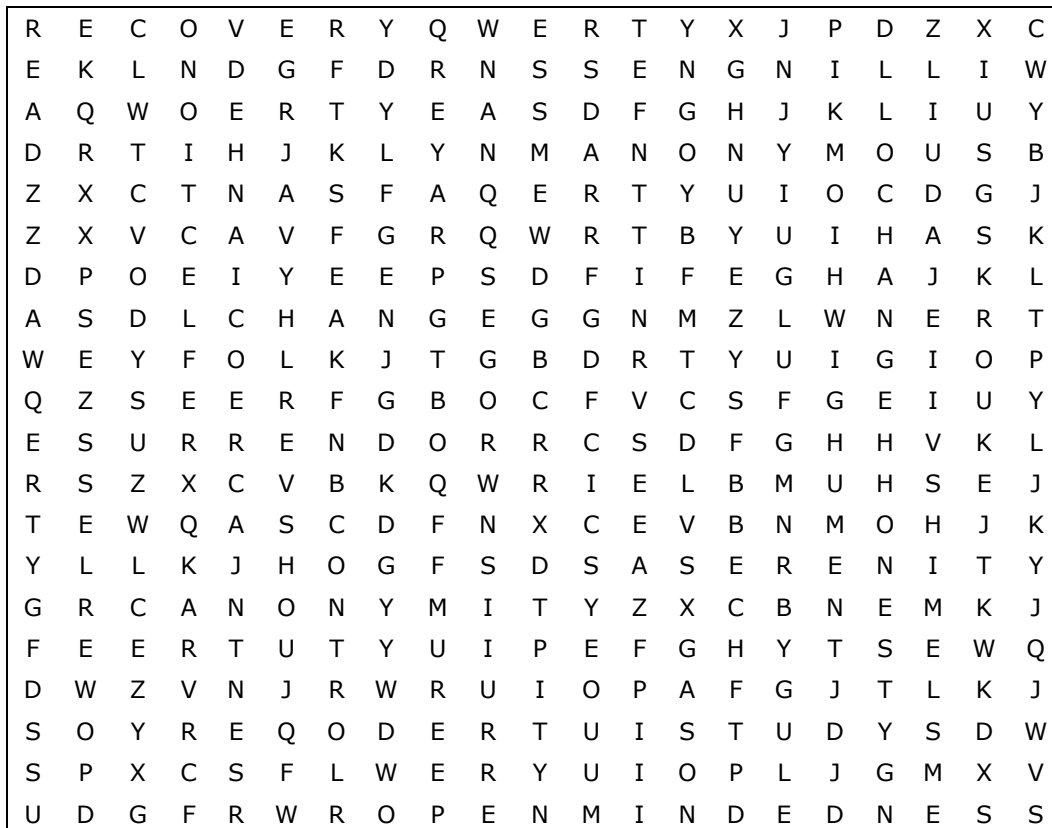 R E C O V E R Y Q W E R T Y X J P D Z X C
E K L N D G F D R N S S E N G N I L L I W
A Q W O E R T Y E A S D F G H J K L I U Y
D R T I H J K L Y N M A N O N Y M O U S B
Z X C T N A S F A Q E R T Y U I O C D G J
Z X V C A V F G R Q W R T B Y U I H A S K
D P O E I Y E E P S D F I F E G H A J K L
A S D L C H A N G E G G N M Z L W N E R T
W E Y F O L K J T G B D R T Y U I G I O P
Q Z S E E R F G B O C F V C S F G E I U Y
E S U R R E N D O R R C S D F G H H V K L
R S Z X C V B K Q W R I E L B M U H S E J
T E W Q A S C D F N X C E V B N M O H J K
Y L L K J H O G F S D S A S E R E N I T Y
G R C A N O N Y M I T Y Z X C B N E M K J
F E E R T U T Y U I P E F G H Y T S E W Q
D W Z V N J R W R U I O P A F G J T L K J
S O Y R E Q O D E R T U I S T U D Y S D W
S P X C S F L W E R Y U I O P L J G M X V
U D G F R W R O P E N M I N D E D N E S S